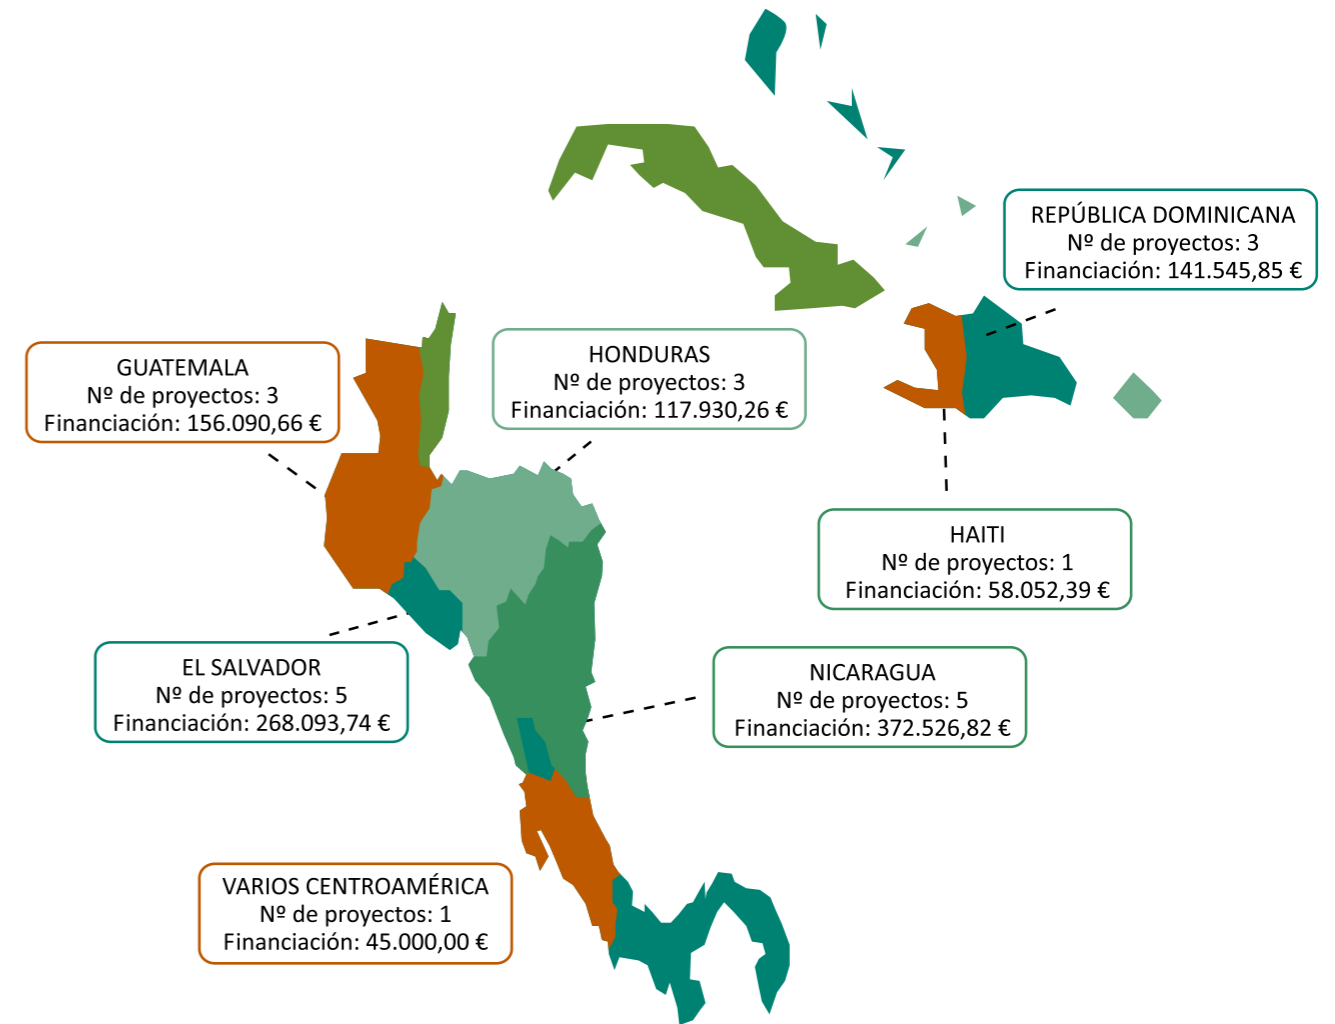 REPÚBLICA DOMINICANA
Nº de proyectos: 3
Financiación: 141.545,85 €
GUATEMALA
Nº de proyectos: 3
Financiación: 156.090,66 €
HONDURAS
Nº de proyectos: 3
Financiación: 117.930,26 €
HAITI
Nº de proyectos: 1
Financiación: 58.052,39 €
EL SALVADOR
Nº de proyectos: 5
Financiación: 268.093,74 €
NICARAGUA
Nº de proyectos: 5
Financiación: 372.526,82 €
VARIOS CENTROAMÉRICA
Nº de proyectos: 1
Financiación: 45.000,00 €